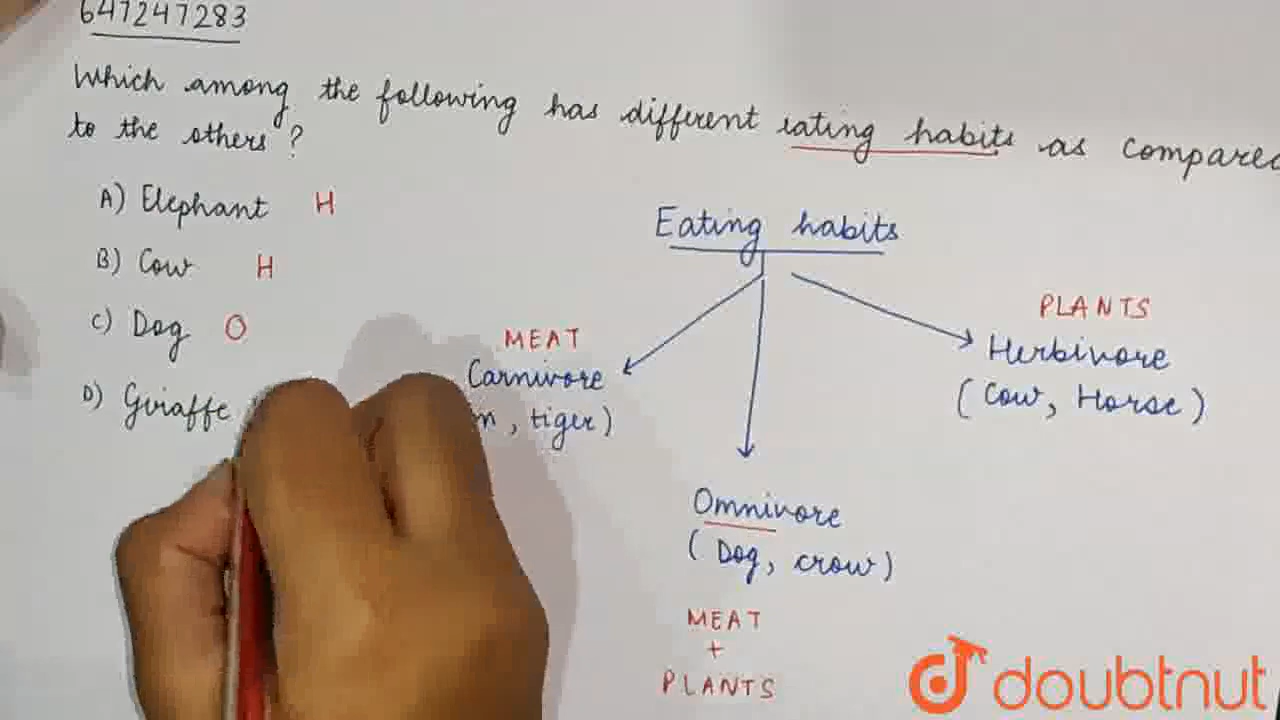 647247283
Which among the following has different eating habits as compared
to the others?
A) Elephant H
B) Cow H
C) Dog O
D) Giraffe
Eating habits
MEAT
Carnivore
, tiger)
PLANTS
Herbivore
(Cow, Horse)
Omnivore
(Dog, crow)
MEAT
+
PLANTS
doubtnut